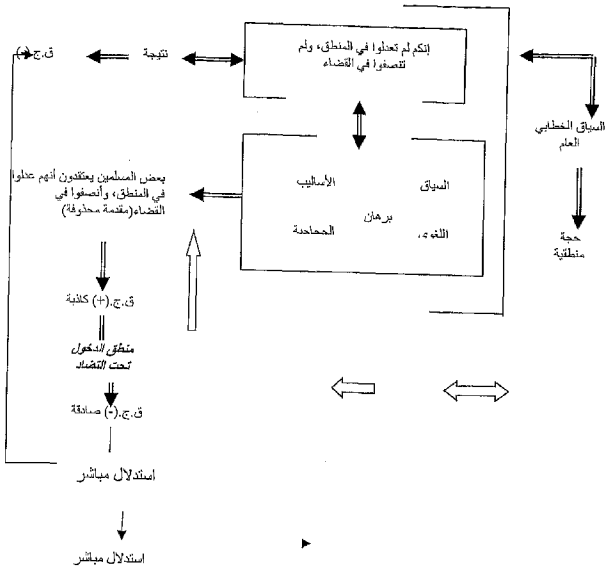 إنكم لم تعدلوا في المنطق، ولم
تنصفوا في القضاء
نتيجة
ق.ج.(-)
السياق الخطابي
العام
حجة
منطقية
السياق
الأساليب
برهان
اللغوي
الحجاجية
بعض المسلمين يعتقدون أنهم عدلوا
في المنطق، وأنصفوا في
القضاء(مقدمة محذوفة)
ق.ج.(+) كاذبة
منطق الدخول
تحت التضاد
ق.ج.(-) صادقة
استدلال مباشر
استدلال مباشر